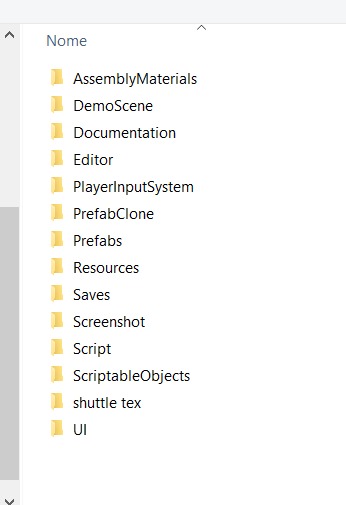 Nome
AssemblyMaterials
DemoScene
Documentation
Editor
PlayerInputSystem
PrefabClone
Prefabs
Resources
Saves
Screenshot
Script
ScriptableObjects
shuttle tex
UI